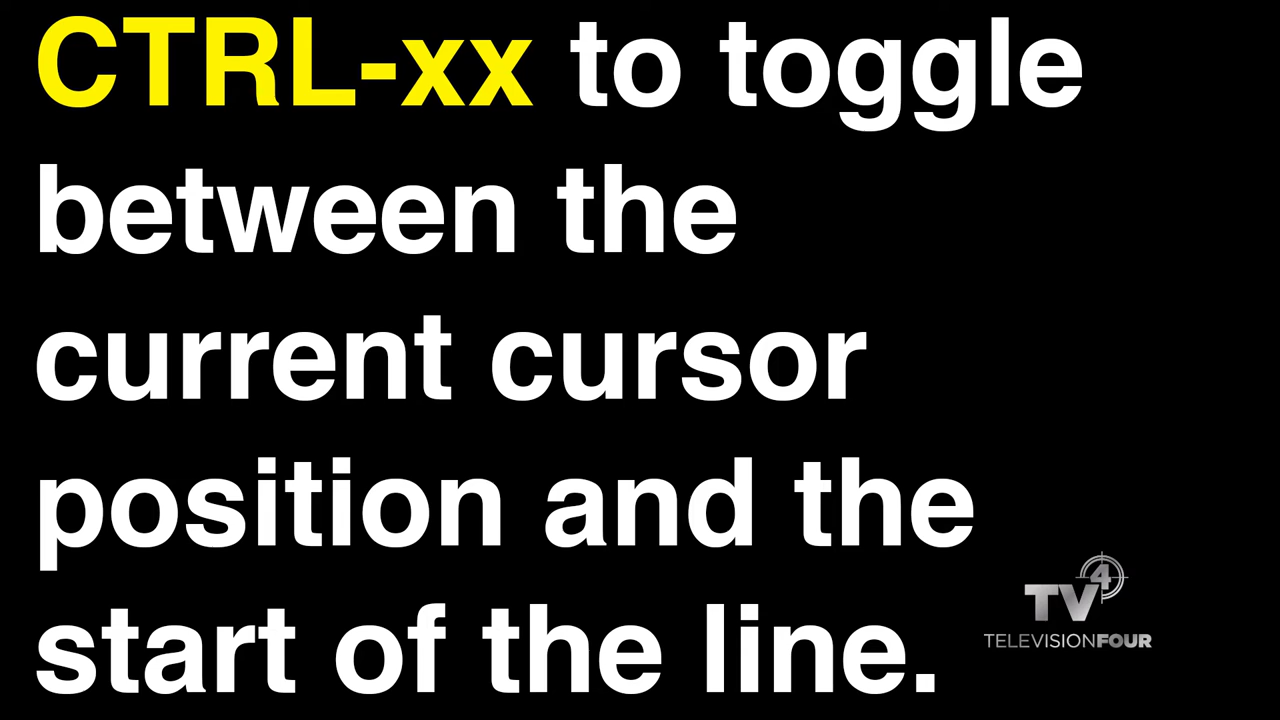 CTRL-xx to toggle
between the
current cursor
position and the
start of the line.
TV4
TELEVISIONFOUR